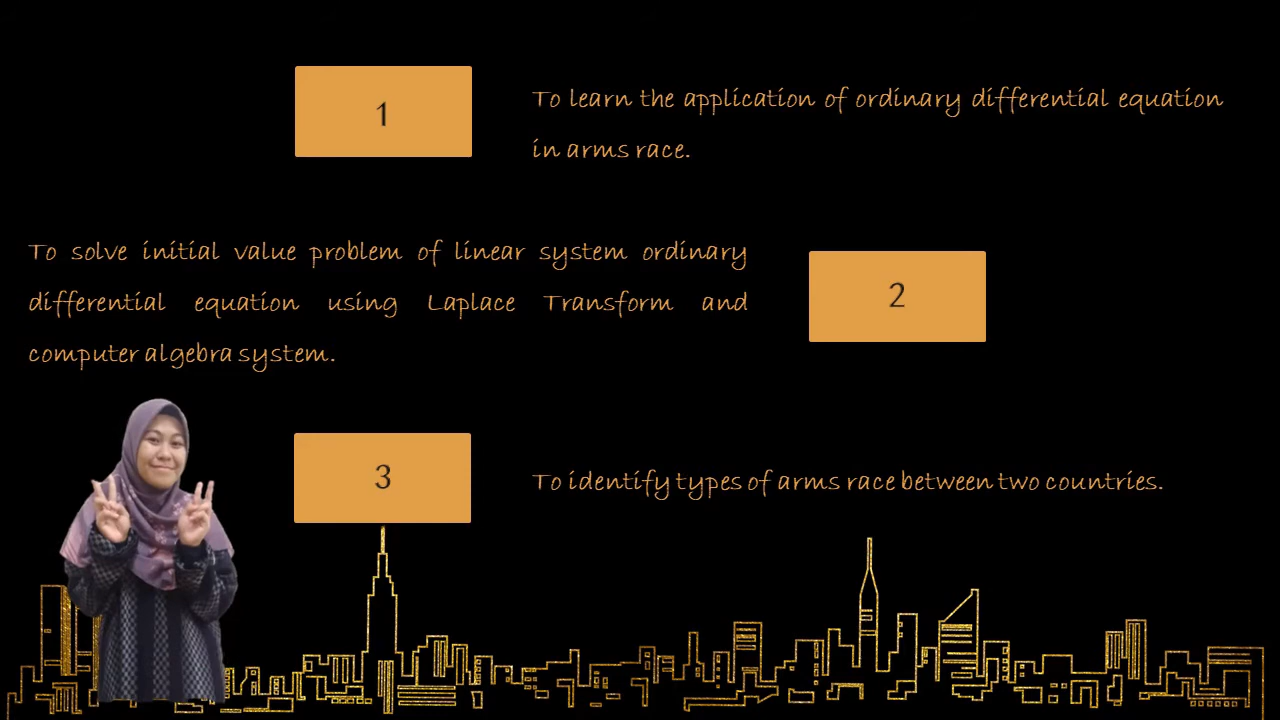 1
To learn the application of ordinary differential equation
in arms race.
To solve initial value problem of linear system ordinary
differential equation using Laplace Transform and
computer algebra system.
2
3
To identify types of arms race between two countries.